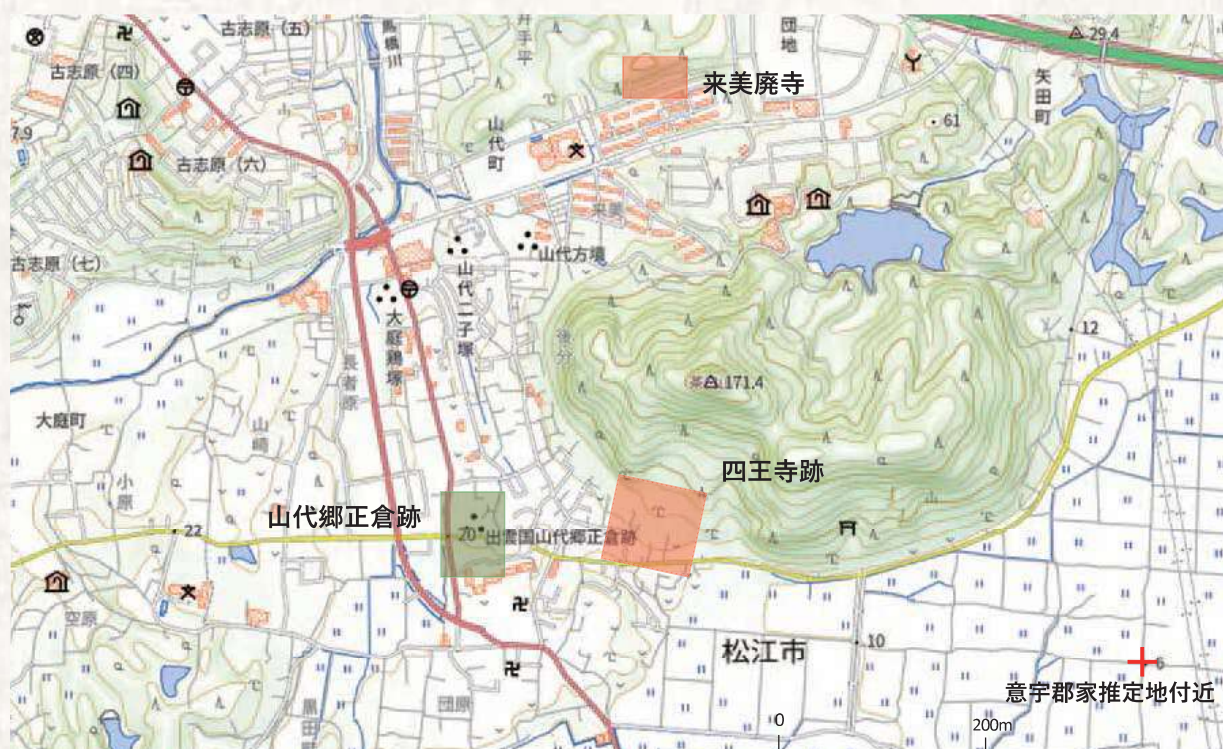 古志原(五)
馬橋川
井手平
団地
29.4
古志原(四)
来美廃寺
矢田町
7.9
山代町
61
古志原(六)
来美
古志原(七)
山代方墳
山代二子塚
大庭鶏塚
後分
12
長者原
(茶
171.4
大庭町
山崎
四王寺跡
小原
山代郷正倉跡
22
20
出雲国山代郷正倉跡
空原
10
松江市
6
意宇郡家推定地付近
団原
黒田町
0
200m